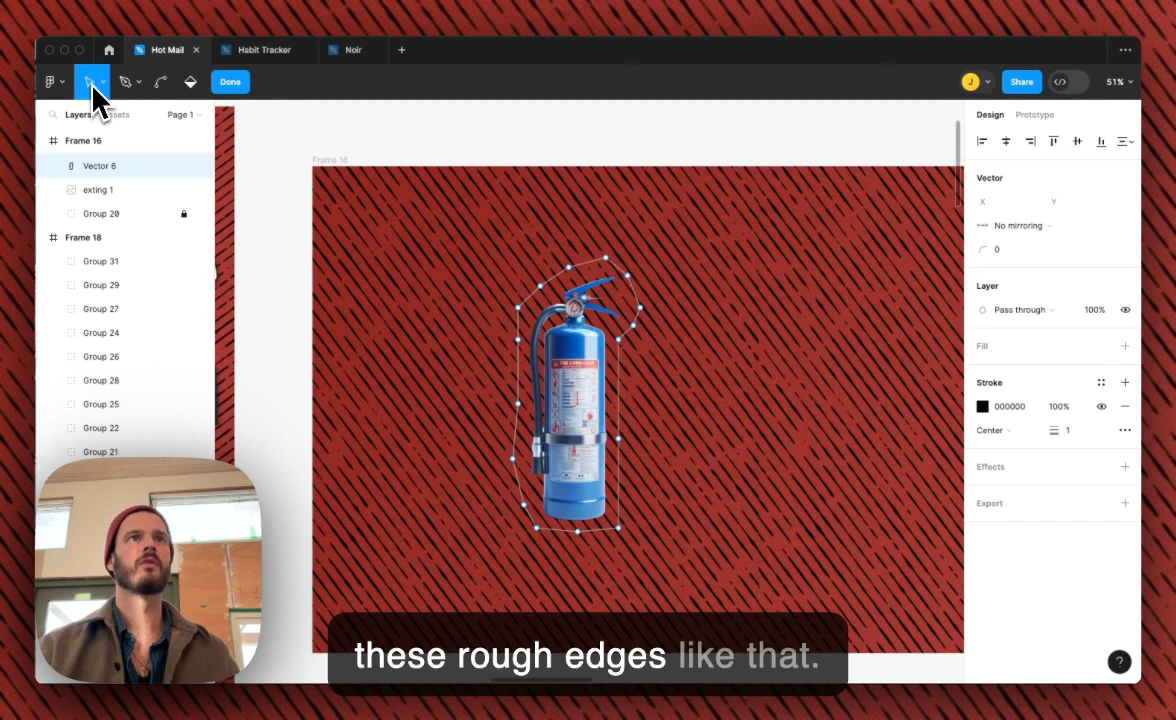 Hot Mail
Habit Tracker
Noir
Done
J
Share
51%
Layers
Page 1
Design
Prototype
Frame 16
Frame 16
Vector 6
exting 1
Group 20
Frame 18
Group 31
Group 29
Group 27
Group 24
Group 26
Group 28
Group 25
Group 22
Group 21
Vector
X
Y
No mirroring
0
Layer
Pass through
100%
Fill
Stroke
000000
100%
Center
1
Effects
Export
FIRE EXTINGUISHER
these rough edges like that.
?